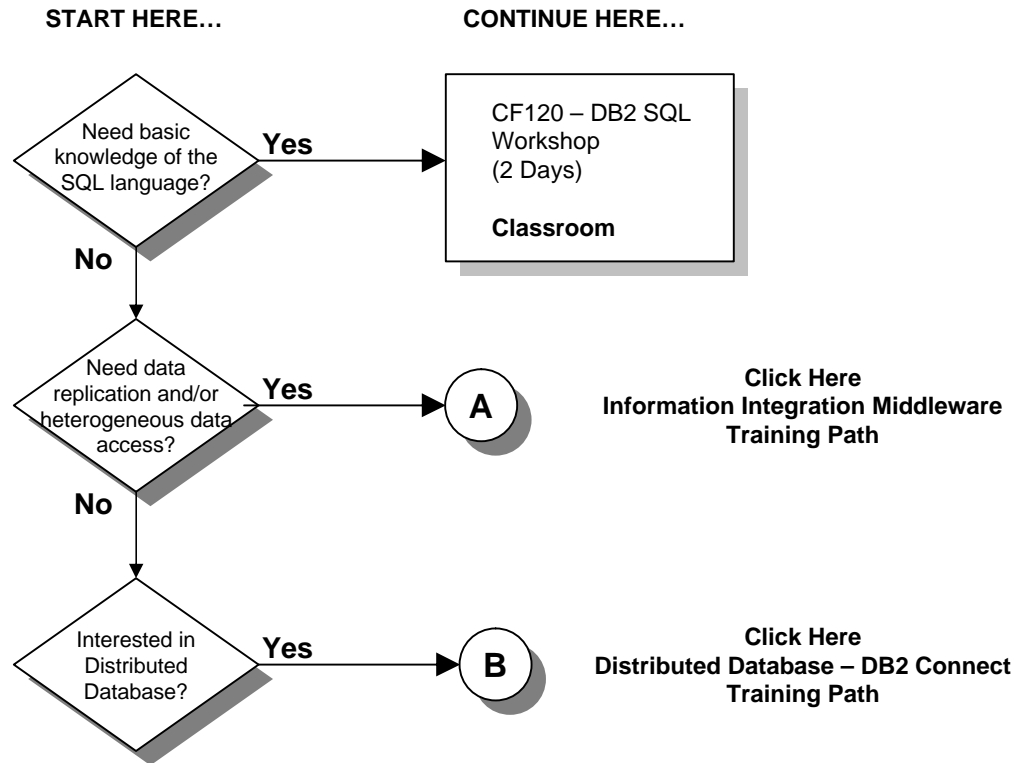 START HERE…
CONTINUE HERE…
Need basic
knowledge of the
SQL language?
Yes
CF120 – DB2 SQL
Workshop
(2 Days)
Classroom
No
Need data
replication and/or
heterogeneous data
access?
Yes
A
Click Here
Information Integration Middleware
Training Path
No
Interested in
Distributed
Database?
Yes
B
Click Here
Distributed Database – DB2 Connect
Training Path